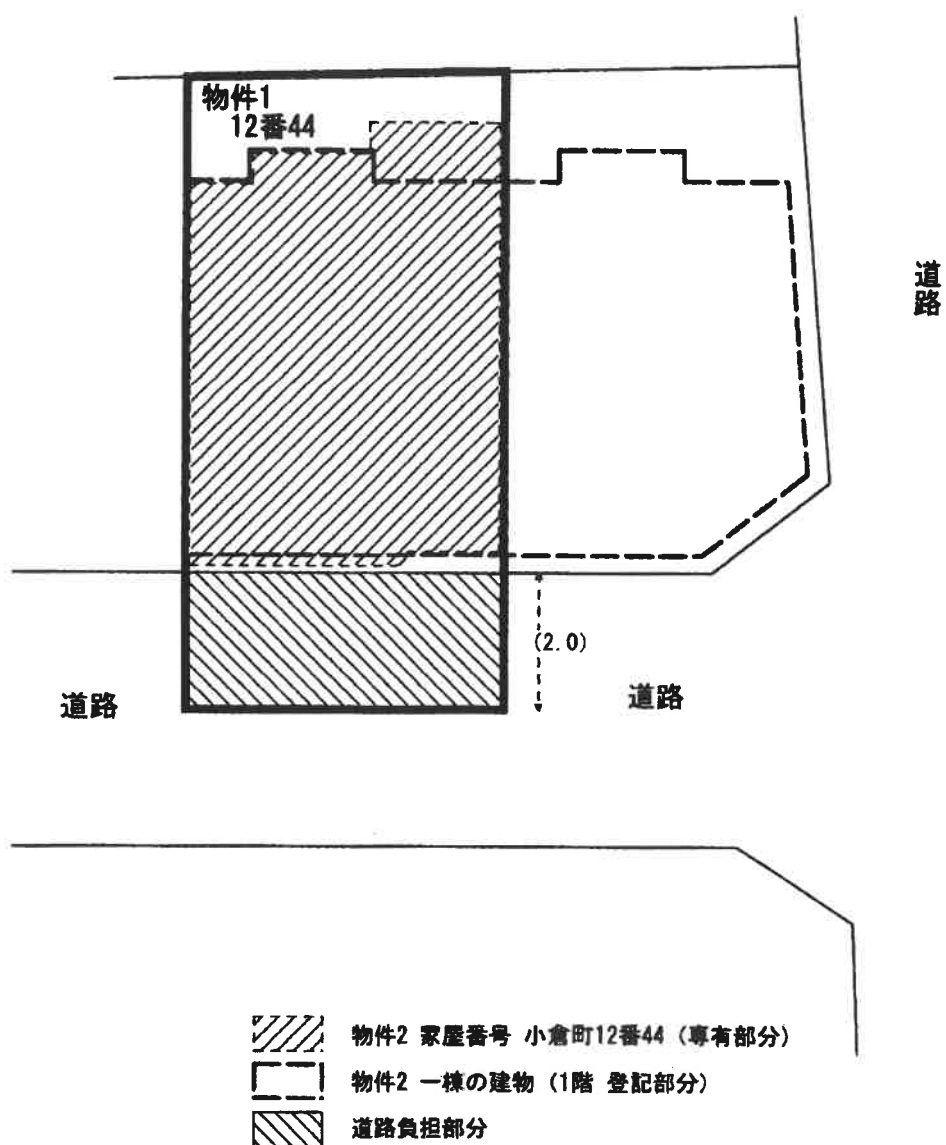 物件1
12番44
道路
(2.0)
道路
道路
物件2 家屋番号 小倉町12番44 (専有部分)
物件2 一棟の建物 (1階 登記部分)
道路負担部分